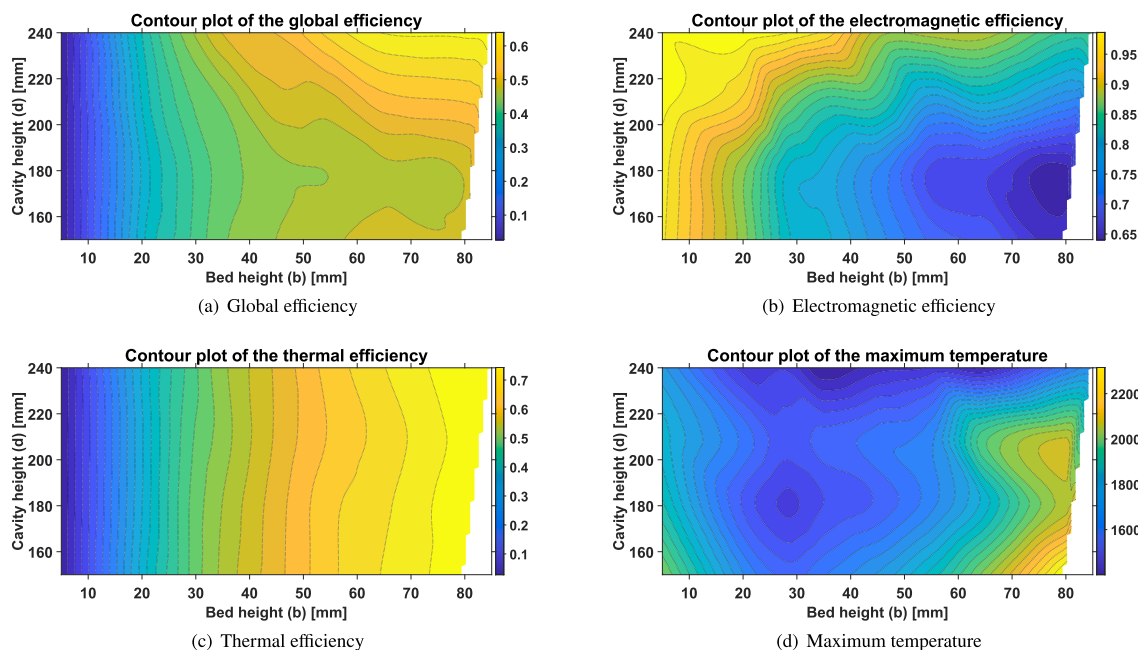 Contour plot of the global efficiency
240
220
200
180
160
Cavity height (d) [mm]
10 20 30 40 50 60 70 80
Bed height (b) [mm]
0.6
0.5
0.4
0.3
0.2
0.1
(a) Global efficiency
Contour plot of the electromagnetic efficiency
240
220
200
180
160
Cavity height (d) [mm]
10 20 30 40 50 60 70 80
Bed height (b) [mm]
0.95
0.9
0.85
0.8
0.75
0.7
0.65
(b) Electromagnetic efficiency
Contour plot of the thermal efficiency
240
220
200
180
160
Cavity height (d) [mm]
10 20 30 40 50 60 70 80
Bed height (b) [mm]
0.7
0.6
0.5
0.4
0.3
0.2
0.1
(c) Thermal efficiency
Contour plot of the maximum temperature
240
220
200
180
160
Cavity height (d) [mm]
10 20 30 40 50 60 70 80
Bed height (b) [mm]
2200
2000
1800
1600
(d) Maximum temperature